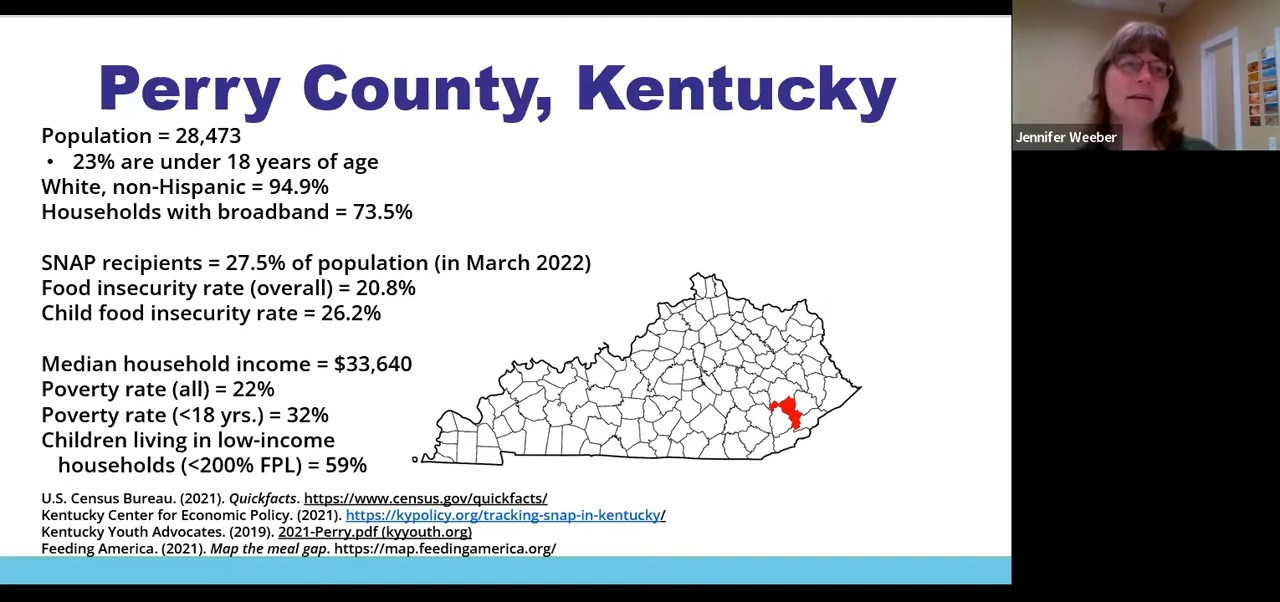 Perry County, Kentucky
Population = 28,473
• 23% are under 18 years of age
White, non-Hispanic = 94.9%
Households with broadband = 73.5%
SNAP recipients = 27.5% of population (in March 2022)
Food insecurity rate (overall) = 20.8%
Child food insecurity rate = 26.2%
Median household income = $33,640
Poverty rate (all) = 22%
Poverty rate (<18 yrs.) = 32%
Children living in low-income
households (<200% FPL) = 59%
U.S. Census Bureau. (2021). Quickfacts. https://www.census.gov/quickfacts/
Kentucky Center for Economic Policy. (2021). https://kypolicy.org/tracking-snap-in-kentucky/
Kentucky Youth Advocates. (2019). 2021-Perry.pdf (kyyouth.org)
Feeding America. (2021). Map the meal gap. https://map.feedingamerica.org/
Jennifer Weeber